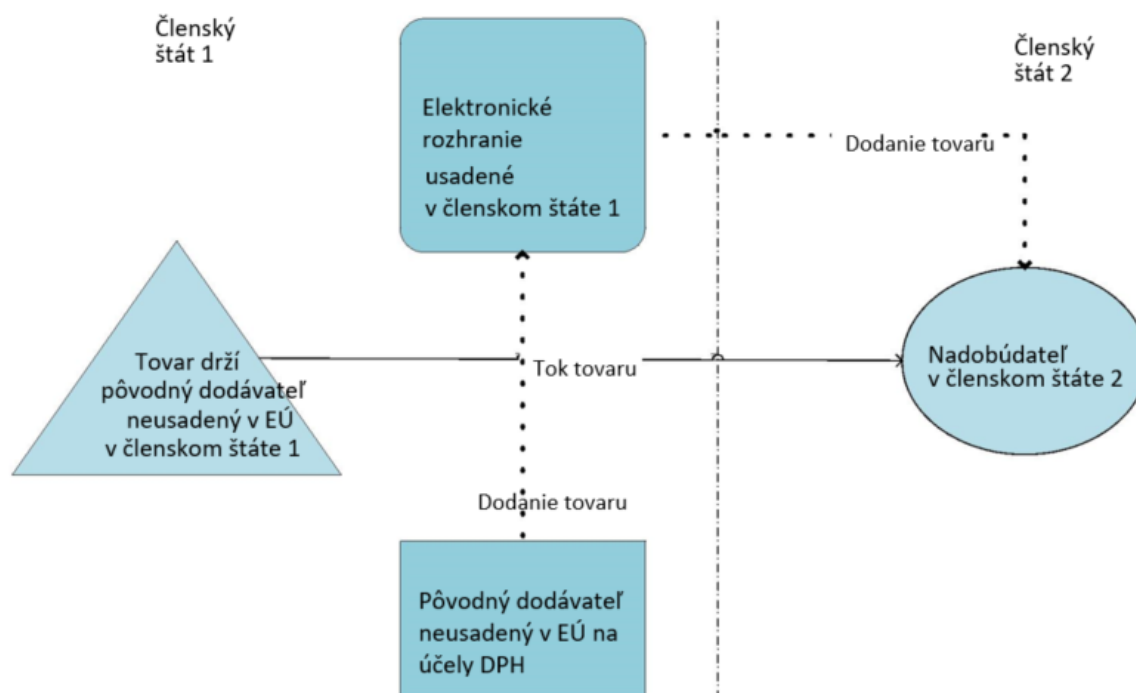 Členský
štát 1
Elektronické
rozhranie
usadené
v členskom štáte 1
Členský
štát 2
Dodanie tovaru
Tovar drží
pôvodný dodávateľ
neusadený v EÚ
v členskom štáte 1
Tok tovaru
Nadobúdateľ
v členskom štáte 2
Dodanie tovaru
Pôvodný dodávateľ
neusadený v EÚ na
účely DPH